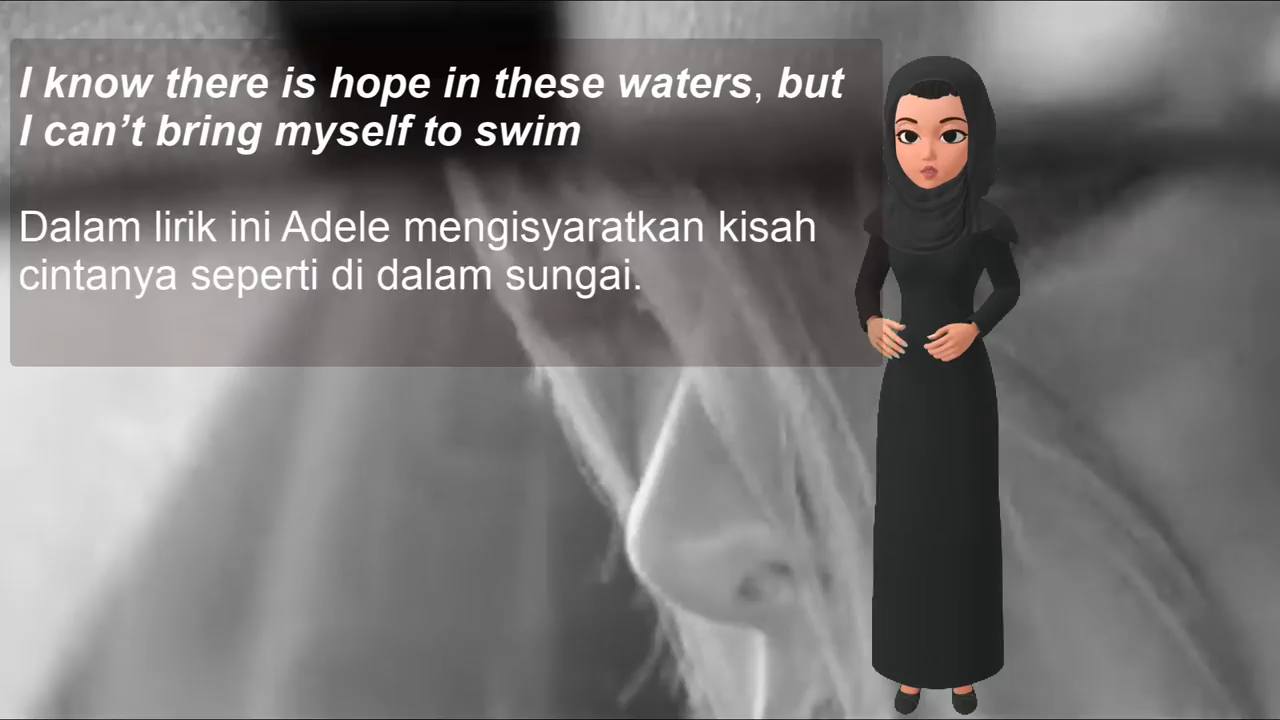 I know there is hope in these waters, but
I can’t bring myself to swim
Dalam lirik ini Adele mengisyaratkan kisah
cintanya seperti di dalam sungai.